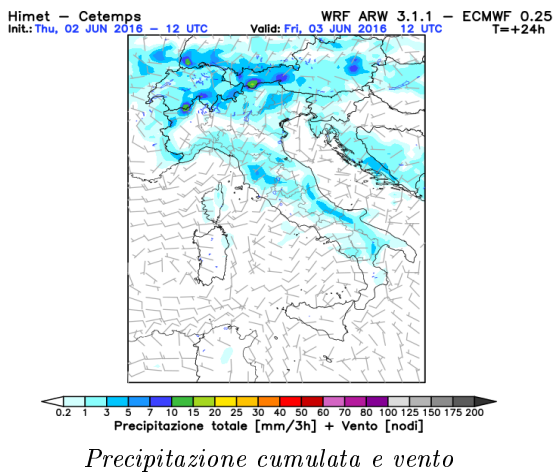 Himet – Cetemps WRF ARW 3.1.1 – ECMWF 0.25
Init.: Thu, 02 JUN 2016 – 12 UTC Valid: Fri, 03 JUN 2016 12 UTC T=+24h
0.2 1 3 5 7 10 15 20 25 30 40 50 60 70 80 100 125 150 175 200
Precipitazione totale [mm/3h] + Vento [nodi]
Precipitazione cumulata e vento